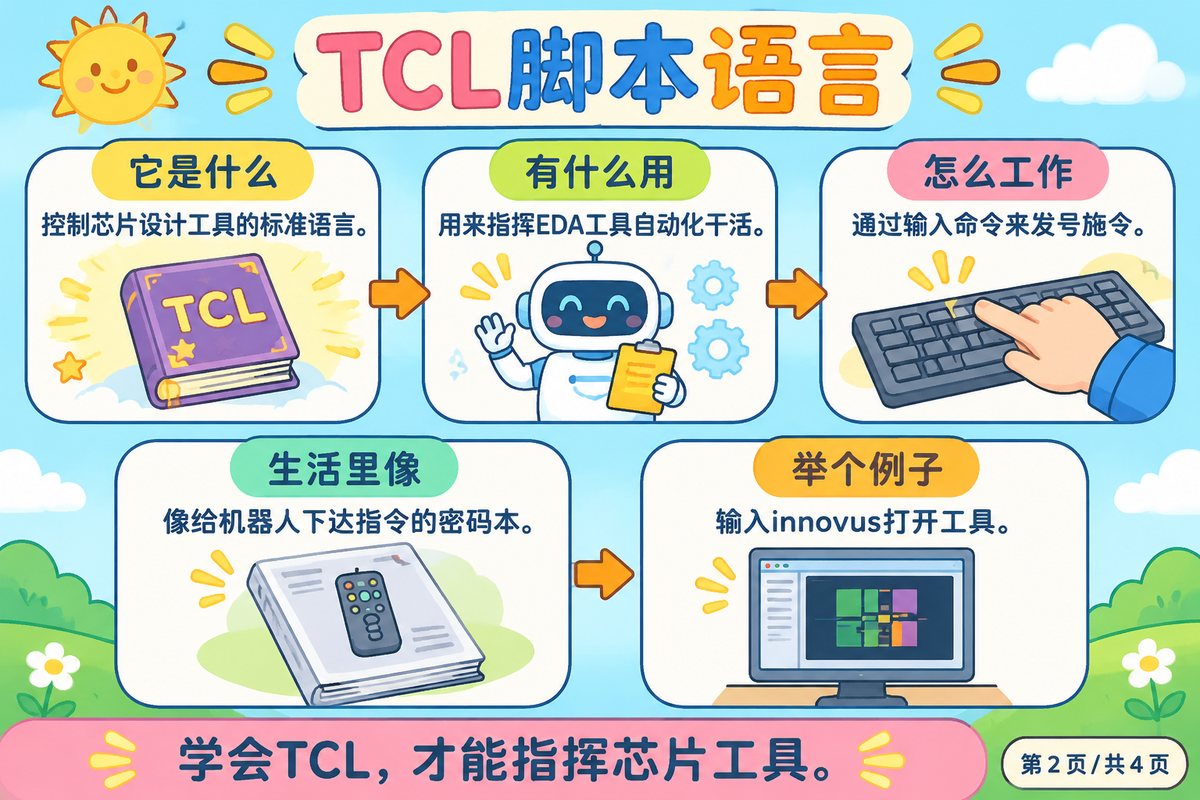 TCL脚本语言
它是什么
控制芯片设计工具的标准语言。
TCL
有什么用
用来指挥EDA工具自动化干活。
怎么工作
通过输入命令来发号施令。
生活里像
像给机器人下达指令的密码本。
举个例子
输入innovus打开工具。
学会TCL，才能指挥芯片工具。
第2页/共4页